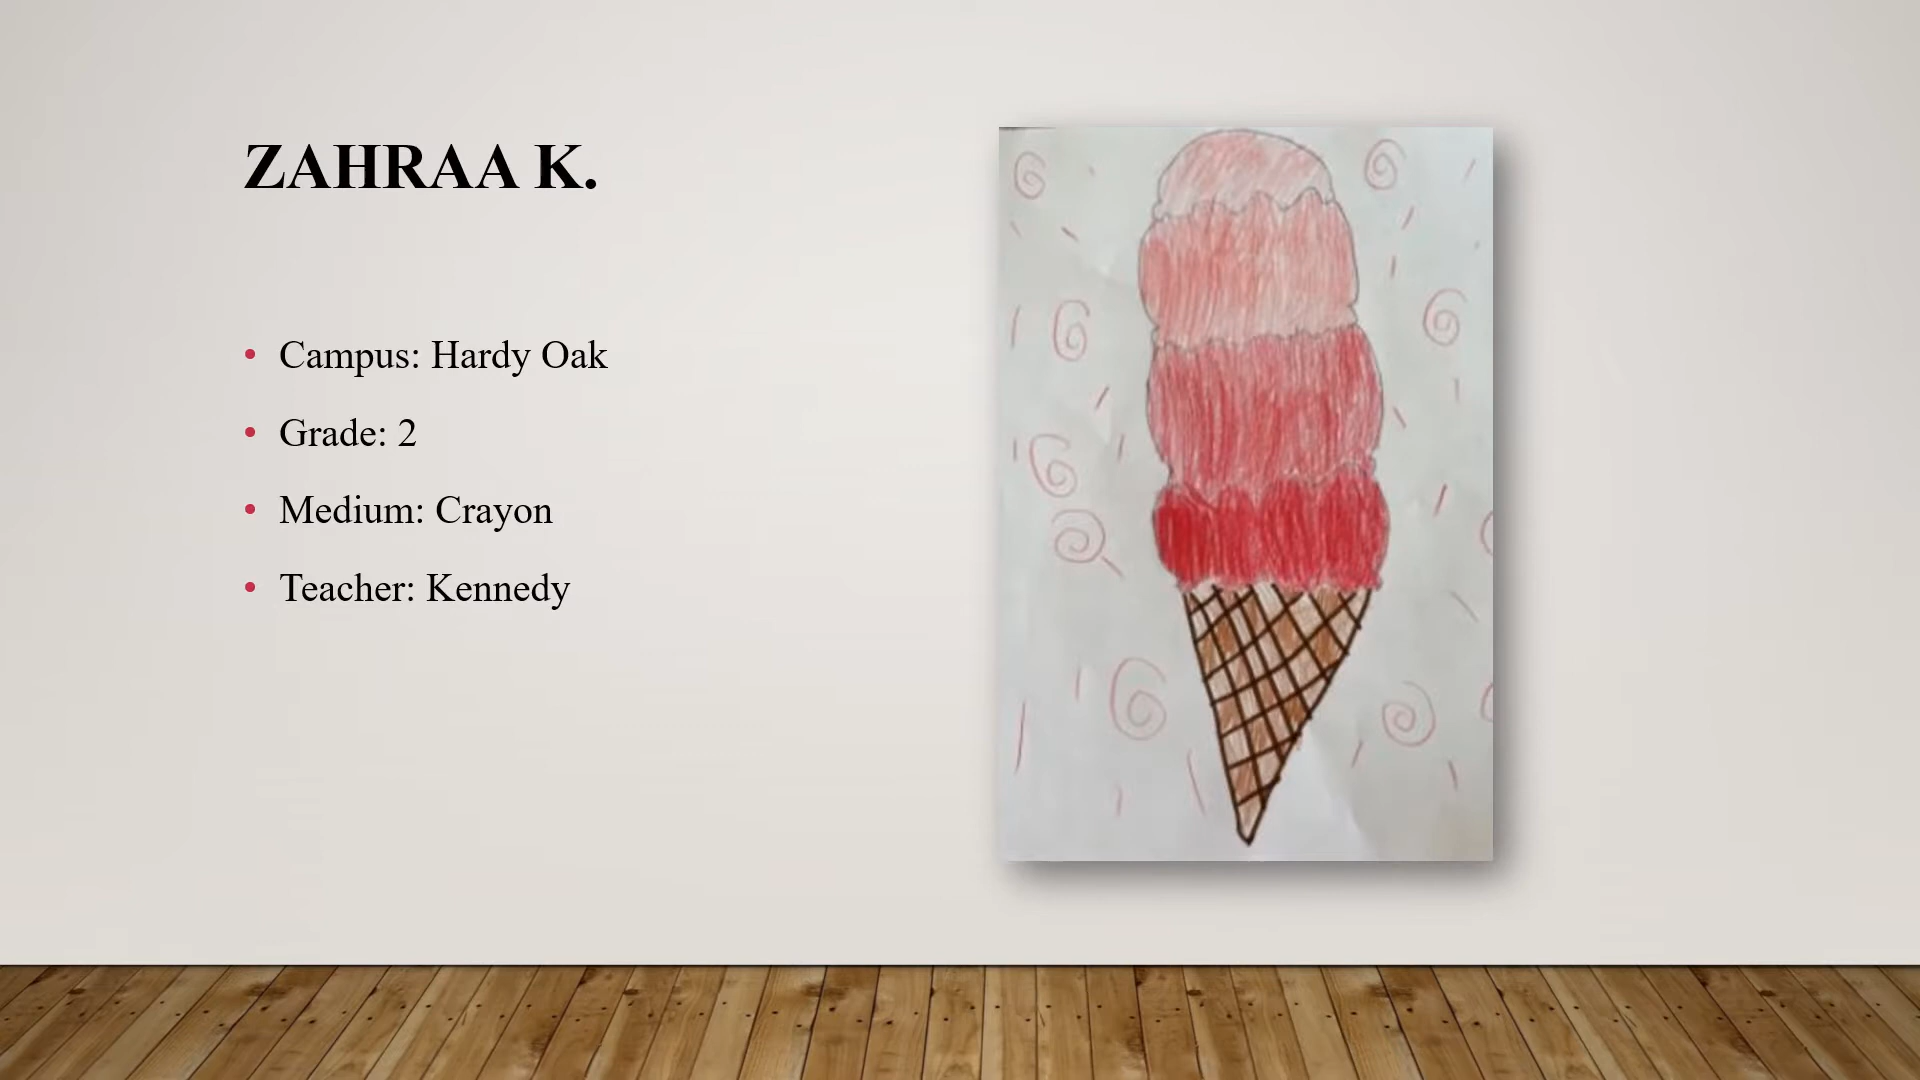 ZAHRAA K.
Campus: Hardy Oak
Grade: 2
Medium: Crayon
Teacher: Kennedy